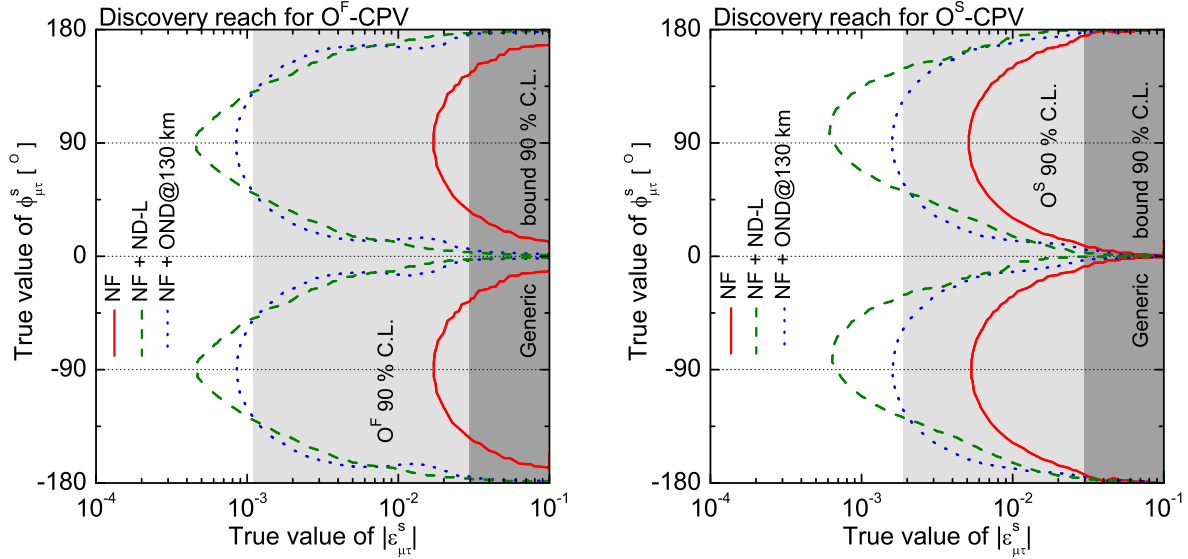 Discovery reach for O^F-CPV
180
90
0
-90
-180
True value of ϕ^s_μτ [ ^O ]
NF
NF + ND-L
NF + OND@130 km
O^F 90 % C.L.
Generic bound 90 % C.L.
10^-4
10^-3
10^-2
10^-1
True value of |ε^s_μτ|
Discovery reach for O^S-CPV
180
90
0
-90
-180
True value of ϕ^s_μτ [ ^O ]
NF
NF + ND-L
NF + OND@130 km
O^S 90 % C.L.
Generic bound 90 % C.L.
10^-4
10^-3
10^-2
10^-1
True value of |ε^s_μτ|